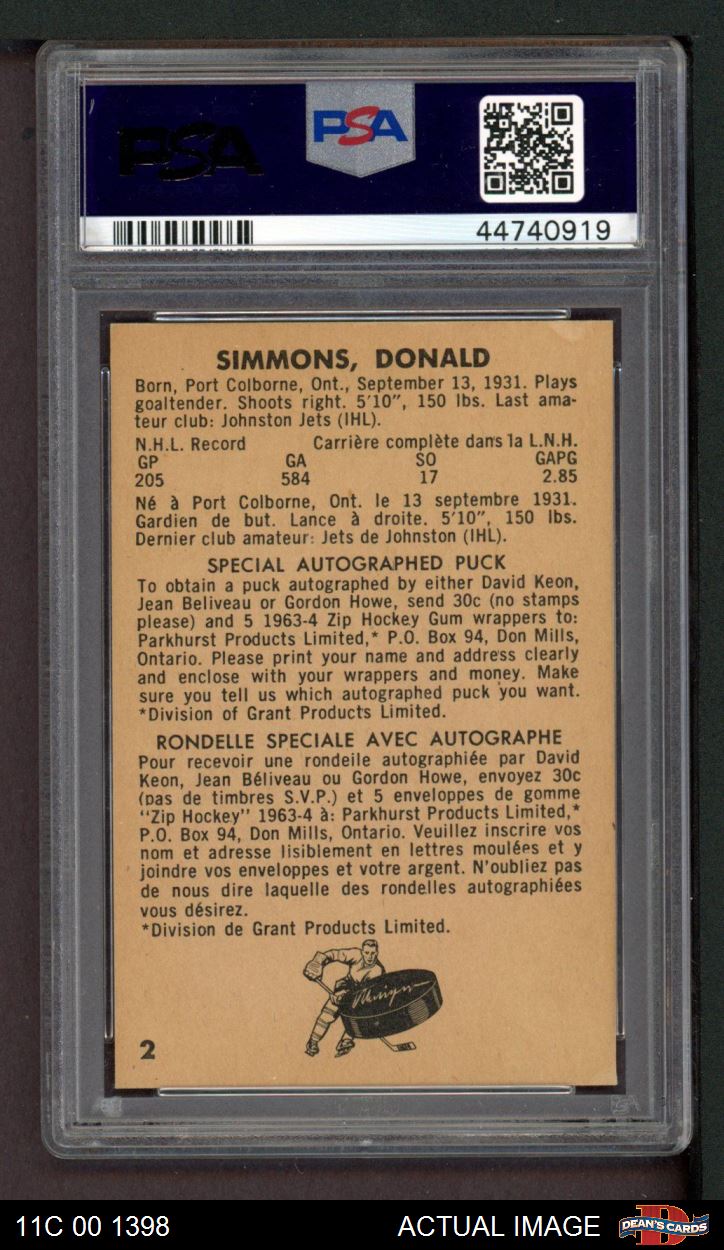 PSA
PSA
44740919
SIMMONS, DONALD
Born, Port Colborne, Ont., September 13, 1931. Plays
goaltender. Shoots right. 5'10", 150 lbs. Last ama-
teur club: Johnston Jets (IHL).
N.H.L. Record Carrière complète dans la L.N.H.
GP GA SO GAPG
205 584 17 2.85
Né à Port Colborne, Ont. le 13 septembre 1931.
Gardien de but. Lance à droite. 5'10", 150 lbs.
Dernier club amateur: Jets de Johnston (IHL).
SPECIAL AUTOGRAPHED PUCK
To obtain a puck autographed by either David Keon,
Jean Beliveau or Gordon Howe, send 30c (no stamps
please) and 5 1963-4 Zip Hockey Gum wrappers to:
Parkhurst Products Limited,* P.O. Box 94, Don Mills,
Ontario. Please print your name and address clearly
and enclose with your wrappers and money. Make
sure you tell us which autographed puck you want.
*Division of Grant Products Limited.
RONDELLE SPECIALE AVEC AUTOGRAPHE
Pour recevoir une rondeile autographiée par David
Keon, Jean Béliveau ou Gordon Howe, envoyez 30c
(pas de timbres S.V.P.) et 5 enveloppes de gomme
"Zip Hockey" 1963-4 à: Parkhurst Products Limited,*
P.O. Box 94, Don Mills, Ontario. Veuillez inscrire vos
nom et adresse lisiblement en lettres moulées et y
joindre vos enveloppes et votre argent. N'oubliez pas
de nous dire laquelle des rondelles autographiées
vous désirez.
*Division de Grant Products Limited.
2
11C 00 1398 ACTUAL IMAGE DEAN'S CARDS